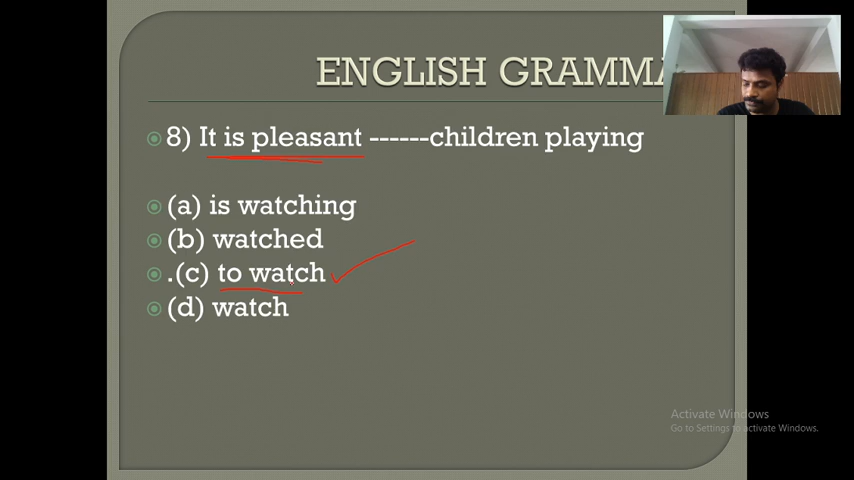 ENGLISH GRAMMA
8) It is pleasant ------children playing
(a) is watching
(b) watched
.(c) to watch
(d) watch
Activate Windows
Go to Settings to activate Windows.